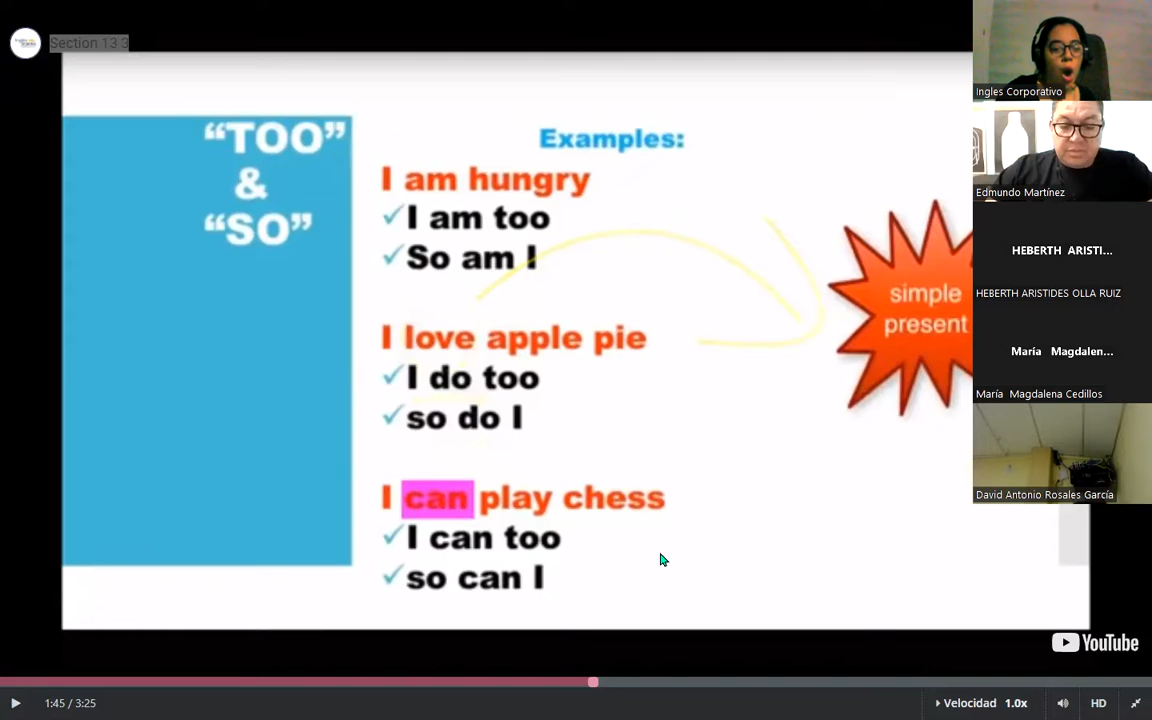 Section 13 3
“TOO”
&
“SO”
Examples:
I am hungry
I am too
So am I
I love apple pie
I do too
so do I
I can play chess
I can too
so can I
simple
present
Ingles Corporativo
Edmundo Martínez
HEBERTH ARISTI...
HEBERTH ARISTIDES OLLA RUIZ
María Magdalen...
María Magdalena Cedillos
David Antonio Rosales García
YouTube
1:45 / 3:25
Velocidad 1.0x
HD